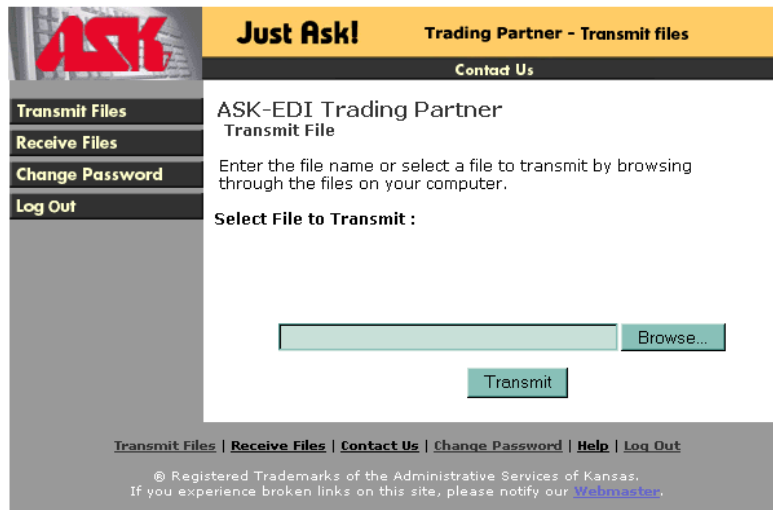 ASK
Just Ask!
Trading Partner - Transmit files
Contact Us
Transmit Files
Receive Files
Change Password
Log Out
ASK-EDI Trading Partner
Transmit File
Enter the file name or select a file to transmit by browsing
through the files on your computer.
Select File to Transmit :
Browse...
Transmit
Transmit Files | Receive Files | Contact Us | Change Password | Help | Log Out
® Registered Trademarks of the Administrative Services of Kansas.
If you experience broken links on this site, please notify our Webmaster.